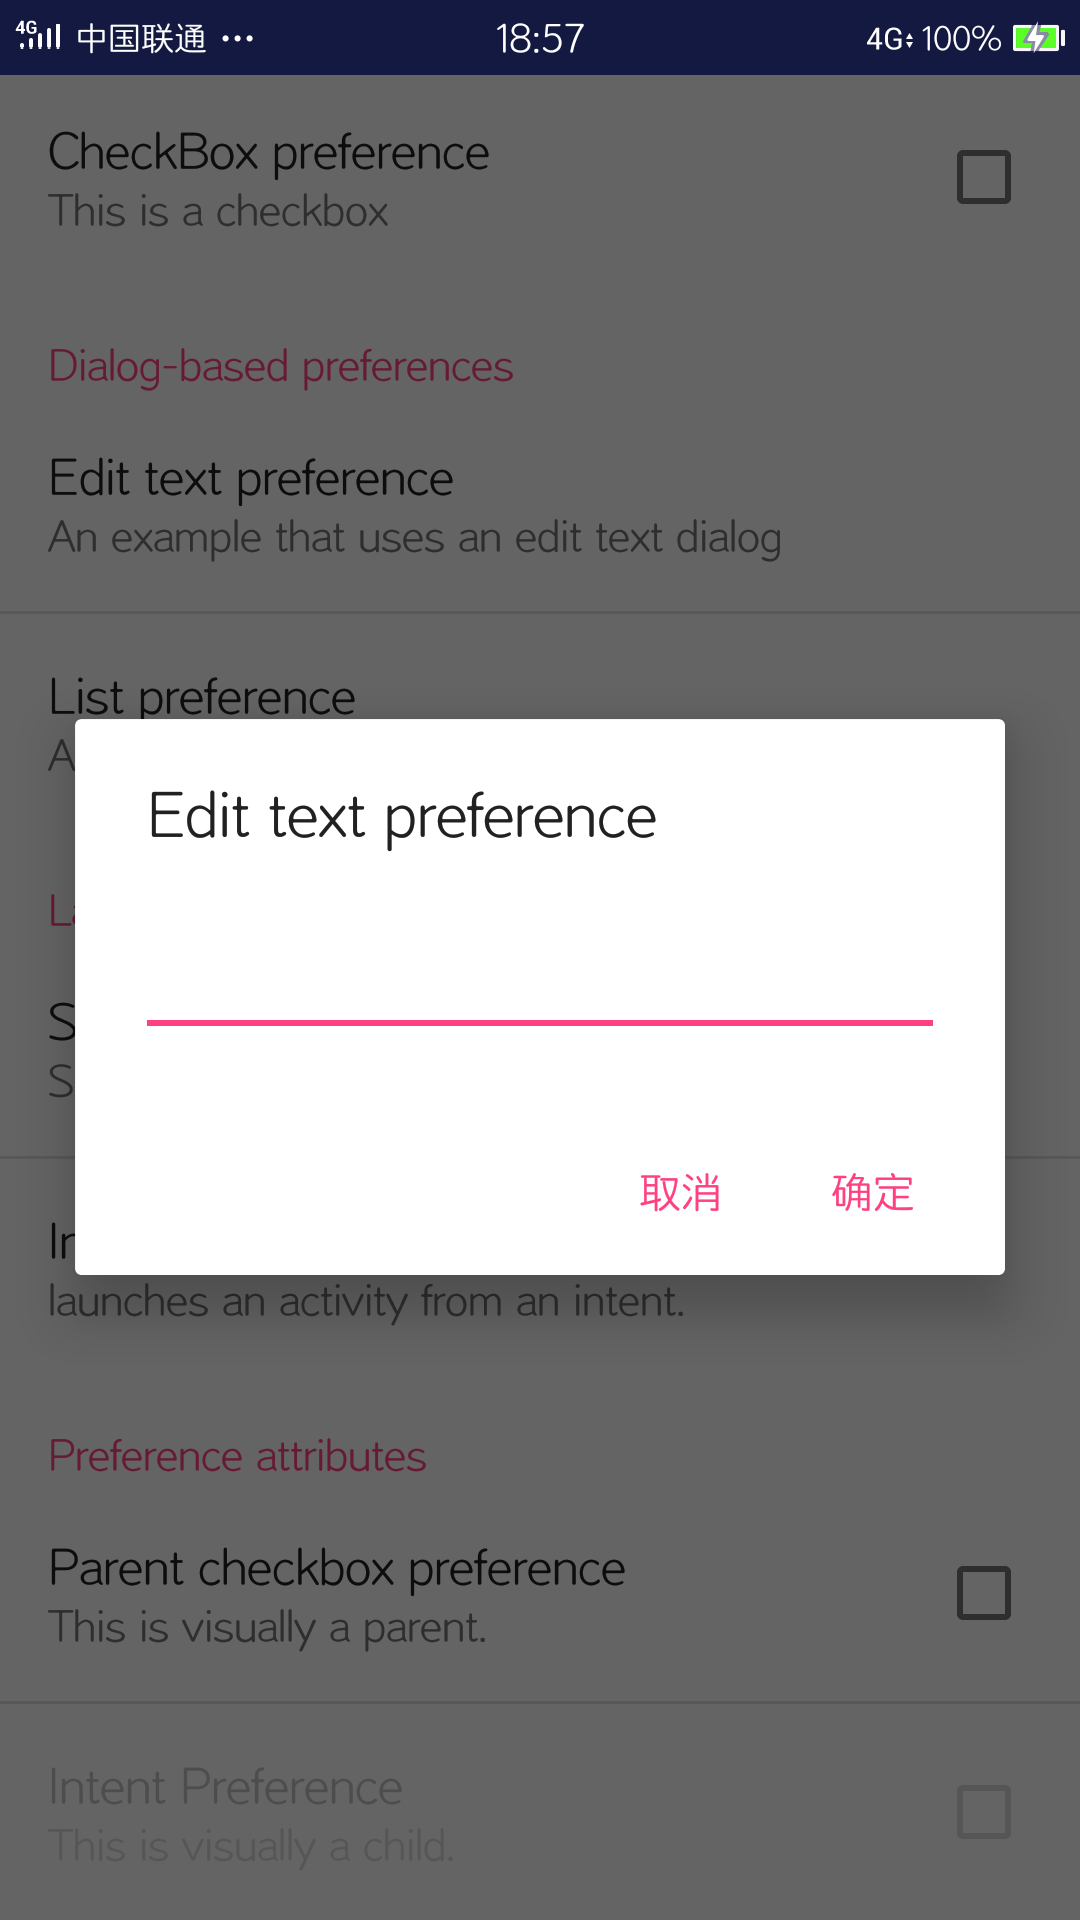 4G 中国联通 ... 18:57 4G 100%
CheckBox preference
This is a checkbox
Dialog-based preferences
Edit text preference
An example that uses an edit text dialog
List preference
Edit text preference
取消 确定
launches an activity from an intent.
Preference attributes
Parent checkbox preference
This is visually a parent.
Intent Preference
This is visually a child.